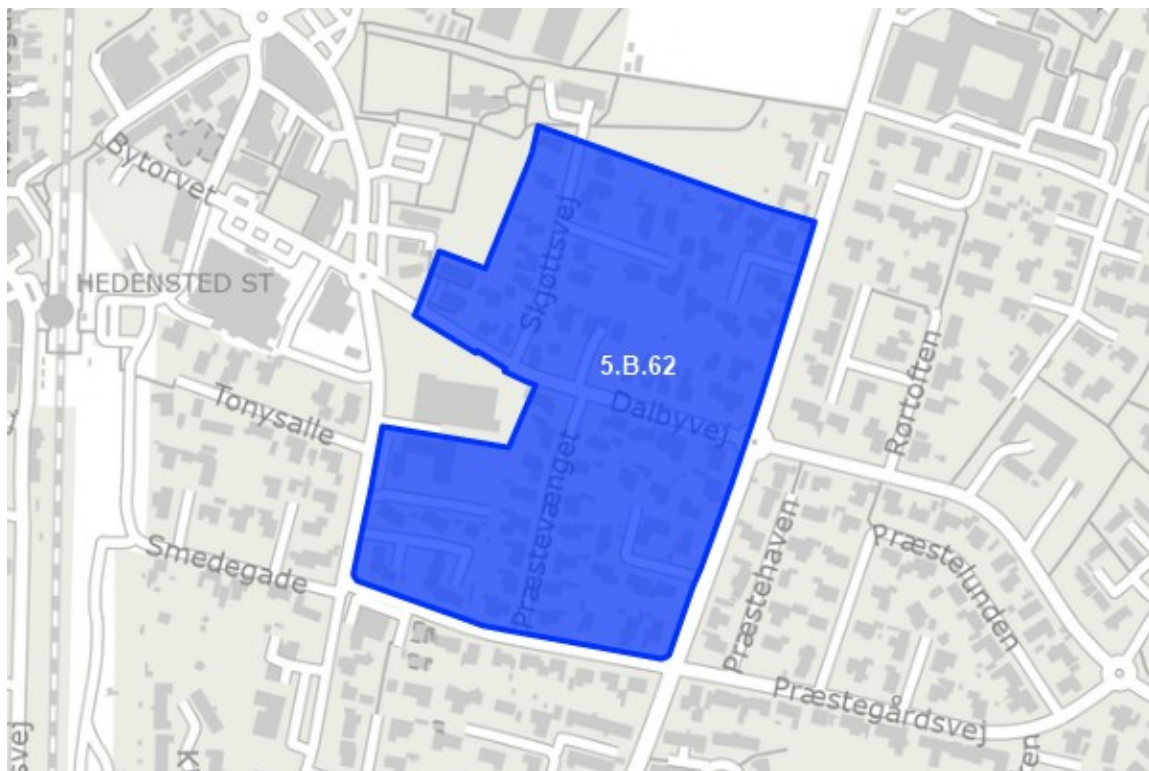 Bytorvet
HEDENSTED ST
Skjottsvej
5.B.62
Dalbyvej
Rortoften
Tonysalle
Præstevænget
Smedegade
Præstehaven
Præstelunden
Præstegårdsvej